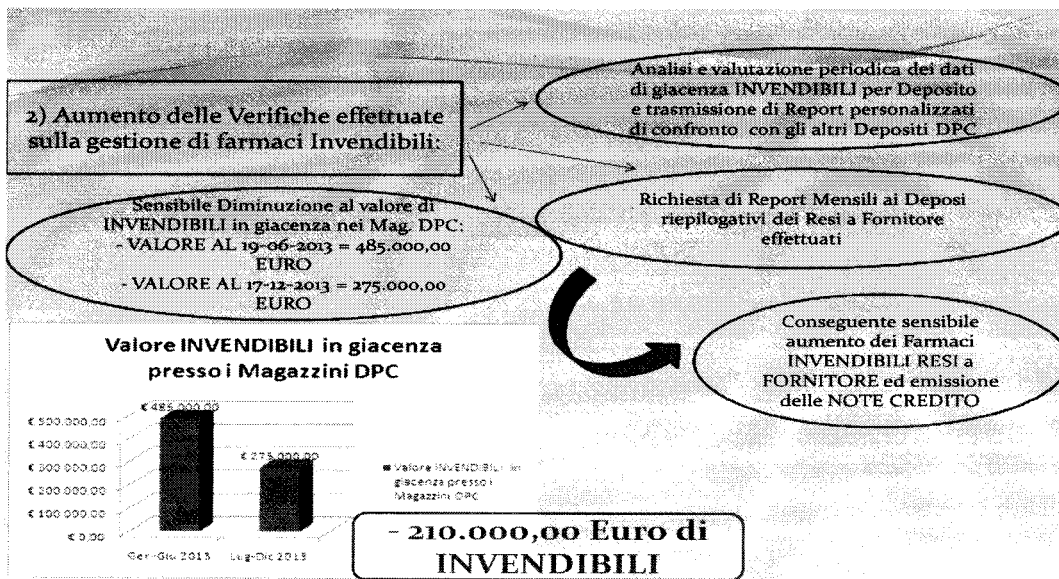 2) Aumento delle Verifiche effettuate
sulla gestione di farmaci Invendibili:
Analisi e valutazione periodica dei dati
di giacenza INVENDIBILI per Deposito
e trasmissione di Report personalizzati
di confronto con gli altri Depositi DPC
Sensibile Diminuzione al valore di
INVENDIBILI in giacenza nei Mag. DPC:
- VALORE AL 19-06-2013 = 485.000,00
EURO
- VALORE AL 17-12-2013 = 275.000,00
EURO
Richiesta di Report Mensili ai Deposi
riepilogativi dei Resi a Fornitore
effettuati
Conseguente sensibile
aumento dei Farmaci
INVENDIBILI RESI a
FORNITORE ed emissione
delle NOTE CREDITO
Valore INVENDIBILI in giacenza
presso i Magazzini DPC
€ 485.000,00
€ 500.000,00
€ 400.000,00
€ 300.000,00
€ 200.000,00
€ 100.000,00
€ 0,00
€ 275.000,00
Gen-Giu 2013
Lug-Dic 2013
Valore INVENDIBILI in
giacenza presso i
Magazzini DPC
- 210.000,00 Euro di
INVENDIBILI